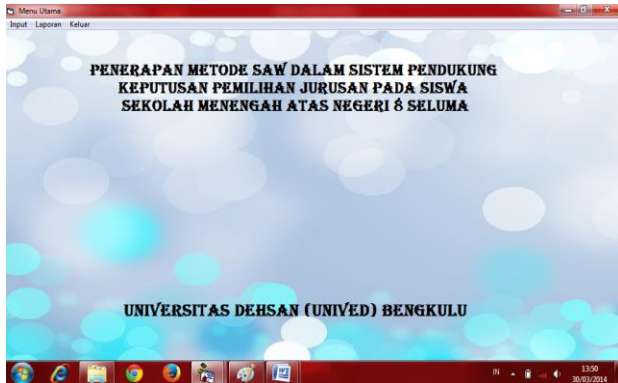 Menu Utama
Input Laporan Keluar
PENERAPAN METODE SAW DALAM SISTEM PENDUKUNG
KEPUTUSAN PEMILIHAN JURUSAN PADA SISWA
SEKOLAH MENENGAH ATAS NEGERI 8 SELUMA
UNIVERSITAS DEHSAN (UNIVED) BENGKULU
IN
13:50
30/03/2014